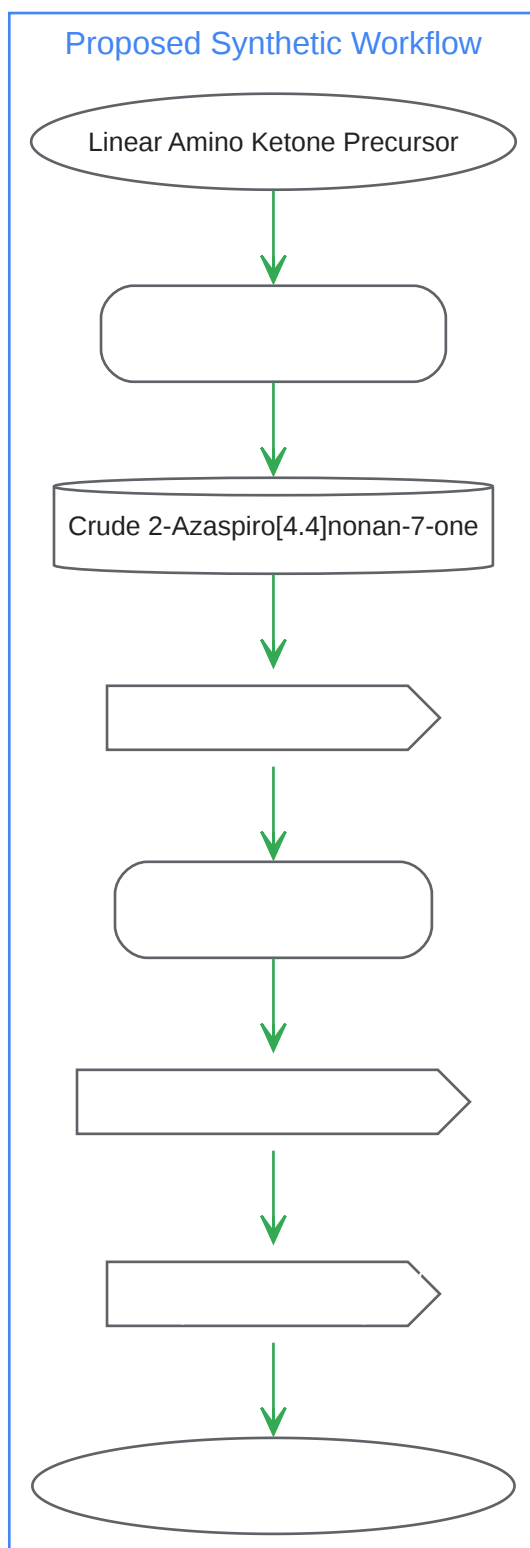 Proposed Synthetic Workflow
Linear Amino Ketone Precursor
Crude 2-Azaspiro[4.4]nonan-7-one